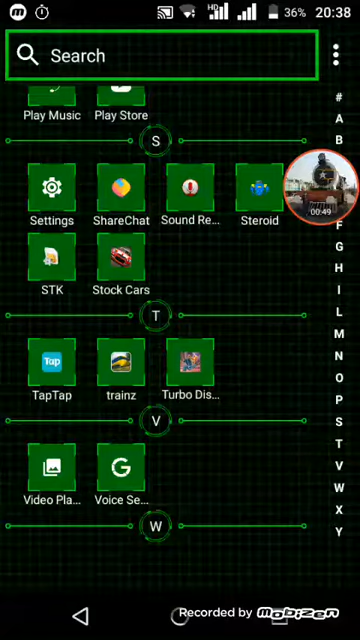 HD 36% 20:38
Search
Play Music Play Store
#
A
B
S
00:49
Settings ShareChat Sound Re... Steroid
F
G
H
I
L
M
N
P
S
T
V
W
X
Y
STK Stock Cars
T
Tap
TapTap trainz Turbo Dis...
V
G
Video Pla... Voice Se...
W
Recorded by mobizen